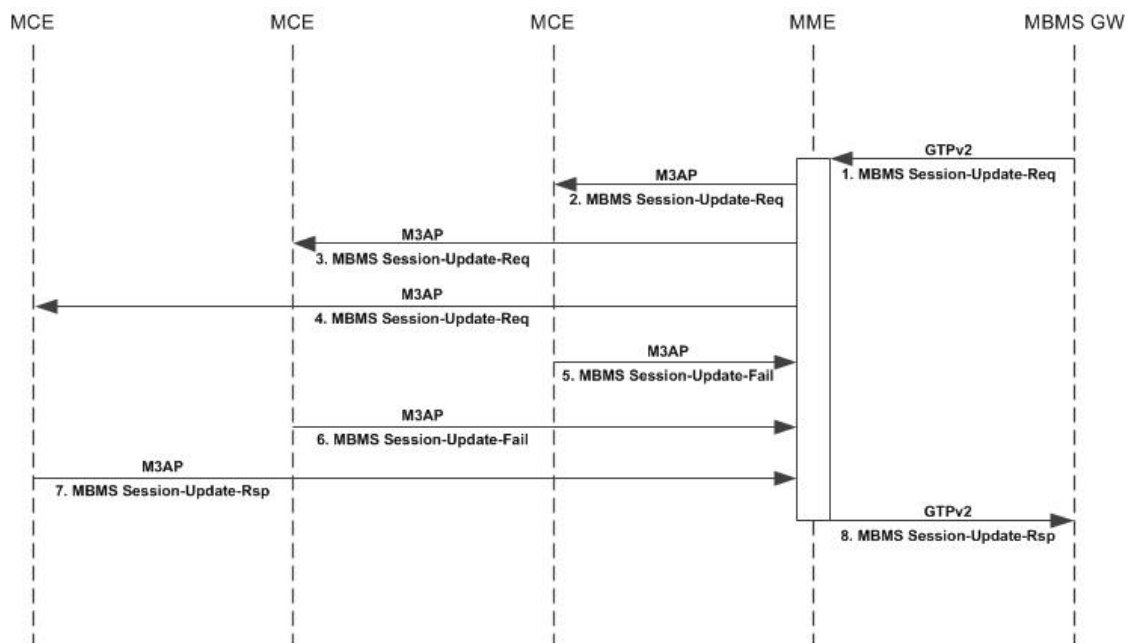 MCE
MCE
MCE
MME
MBMS GW
GTPv2
1. MBMS Session-Update-Req
M3AP
2. MBMS Session-Update-Req
M3AP
3. MBMS Session-Update-Req
M3AP
4. MBMS Session-Update-Req
M3AP
5. MBMS Session-Update-Fail
M3AP
6. MBMS Session-Update-Fail
M3AP
7. MBMS Session-Update-Rsp
GTPv2
8. MBMS Session-Update-Rsp